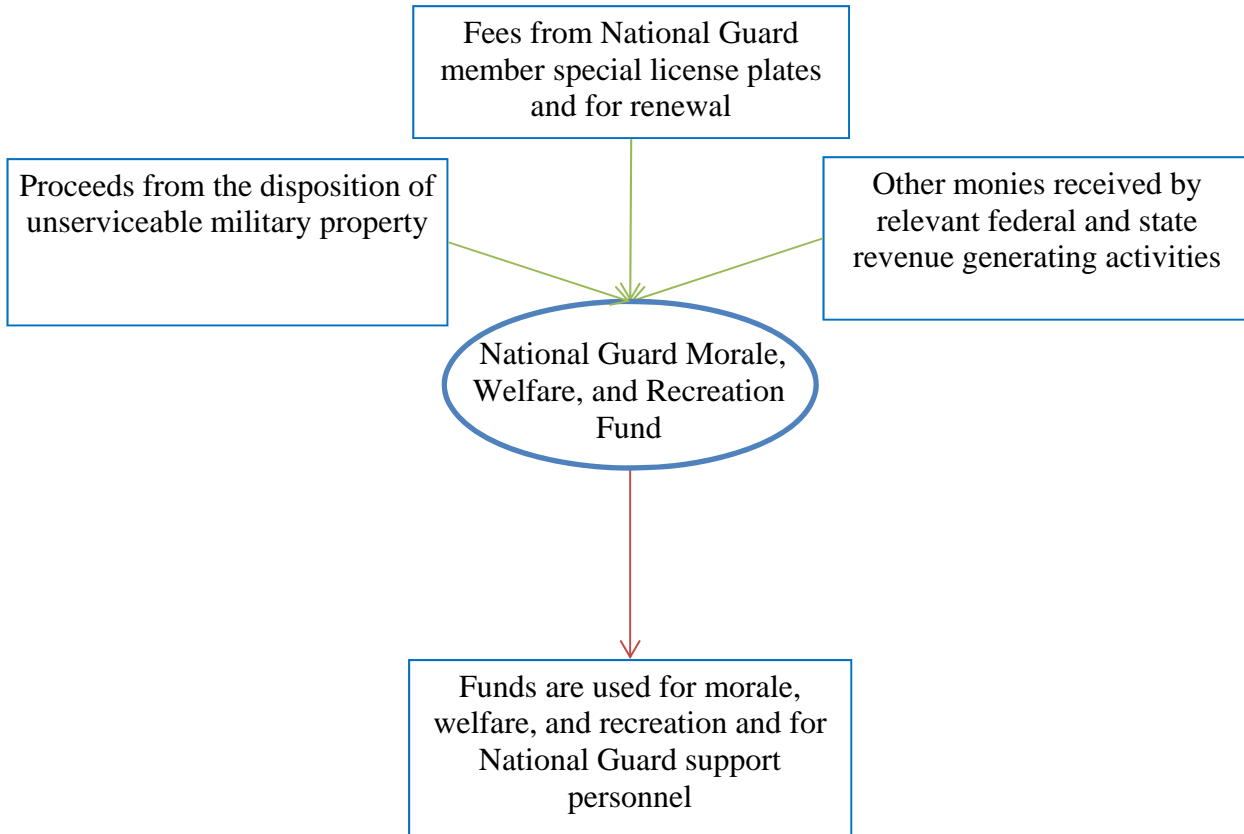 Fees from National Guard
member special license plates
and for renewal
Proceeds from the disposition of
unserviceable military property
Other monies received by
relevant federal and state
revenue generating activities
National Guard Morale,
Welfare, and Recreation
Fund
Funds are used for morale,
welfare, and recreation and for
National Guard support
personnel